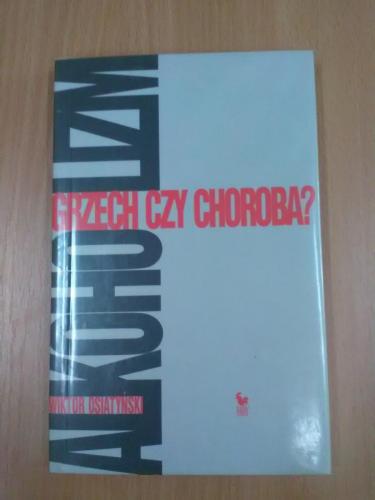 ALKOHOLIZM
GRZECH CZY CHOROBA?
WIKTOR OSIATYŃSKI